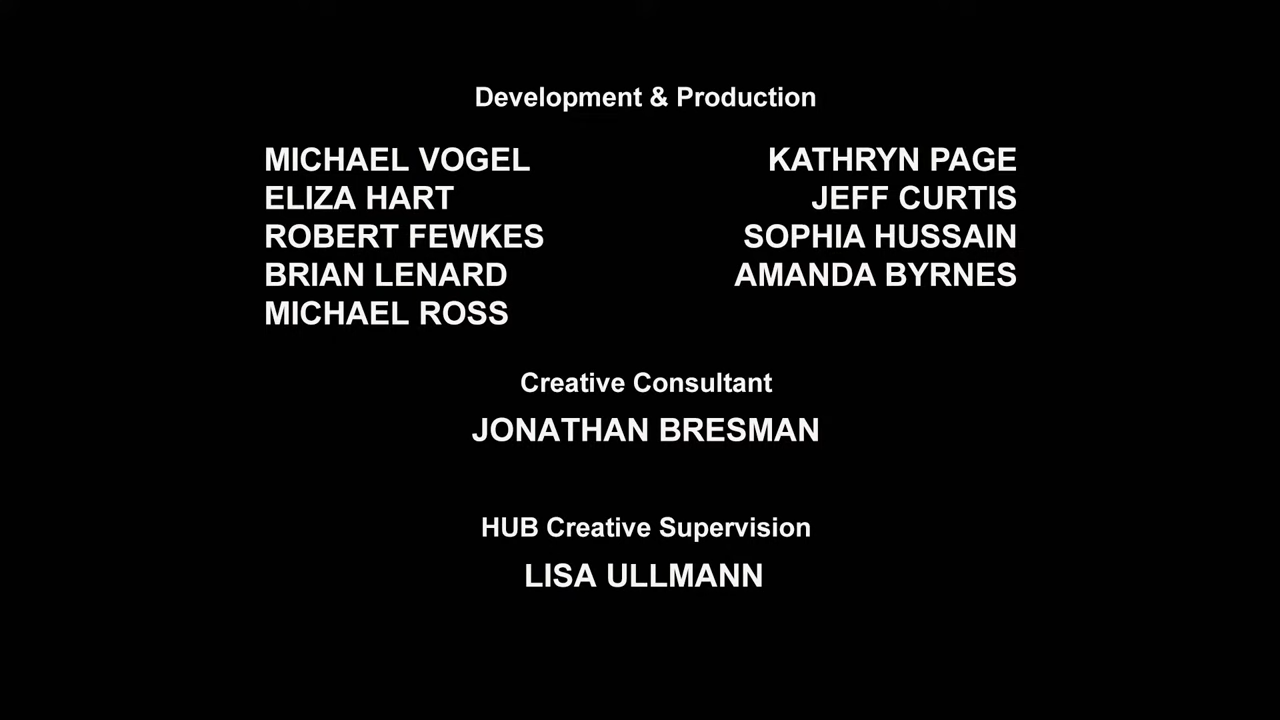 Development & Production
MICHAEL VOGEL KATHRYN PAGE
ELIZA HART JEFF CURTIS
ROBERT FEWKES SOPHIA HUSSAIN
BRIAN LENARD AMANDA BYRNES
MICHAEL ROSS
Creative Consultant
JONATHAN BRESMAN
HUB Creative Supervision
LISA ULLMANN